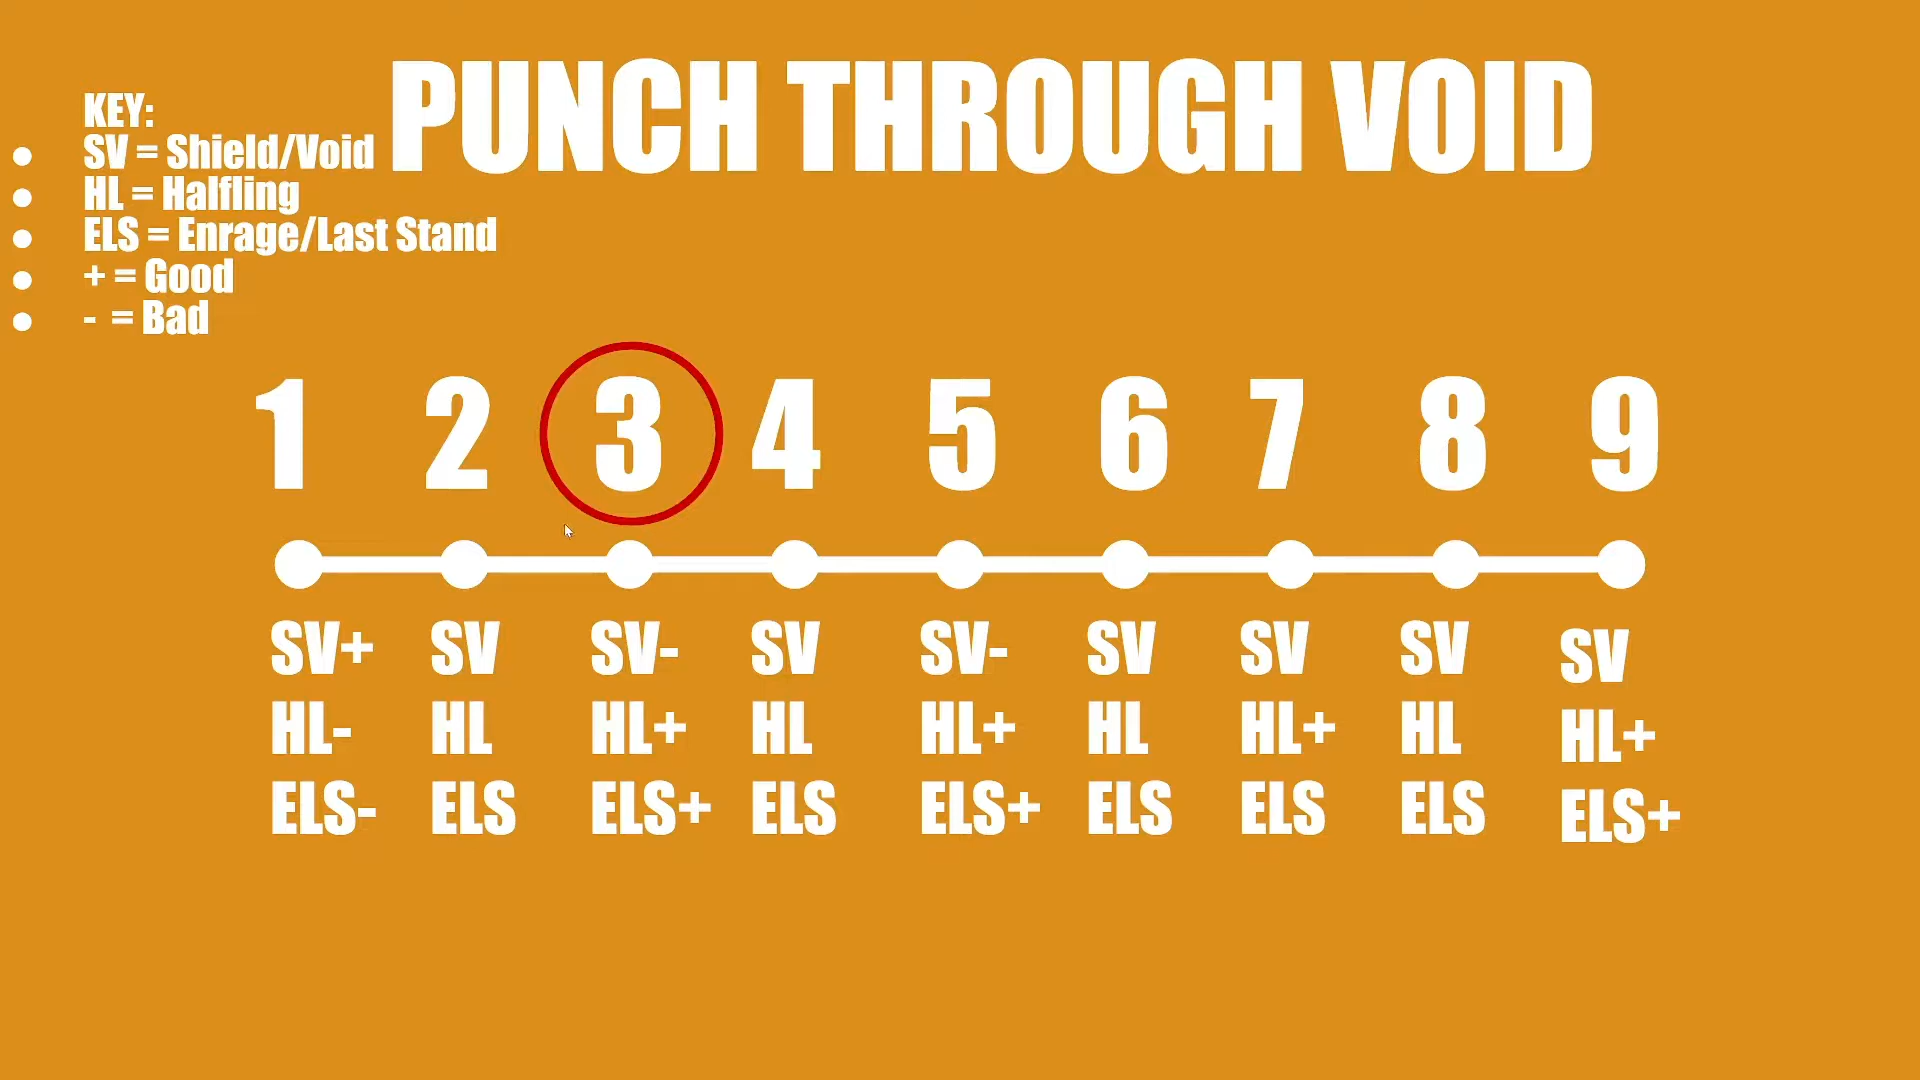 PUNCH THROUGH VOID
KEY:
SV = Shield/Void
HL = Halfling
ELS = Enrage/Last Stand
+ = Good
- = Bad
1 2 3 4 5 6 7 8 9
SV+ SV SV- SV SV- SV SV SV SV
HL- HL HL+ HL HL+ HL HL+ HL HL+
ELS- ELS ELS+ ELS ELS+ ELS ELS ELS ELS+